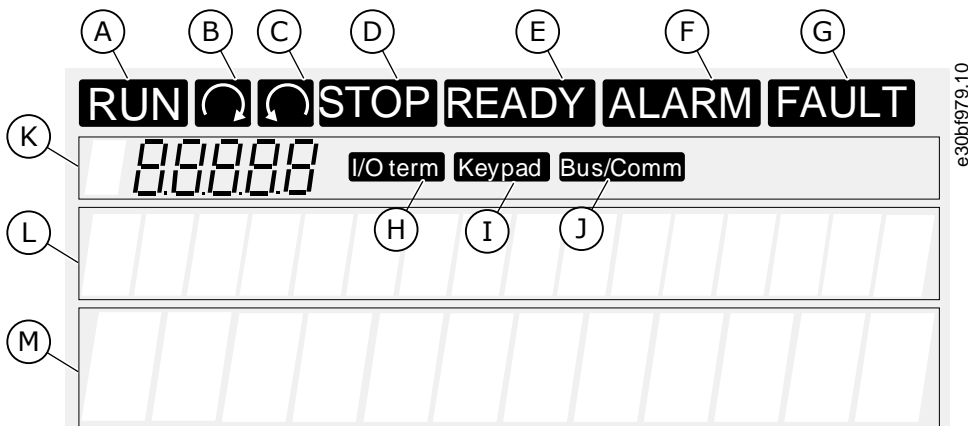 A B C D E F G
RUN STOP READY ALARM FAULT
e30bf979.10
K
8.8.8.8.8
I/O term Keypad Bus/Comm
H I J
L
M